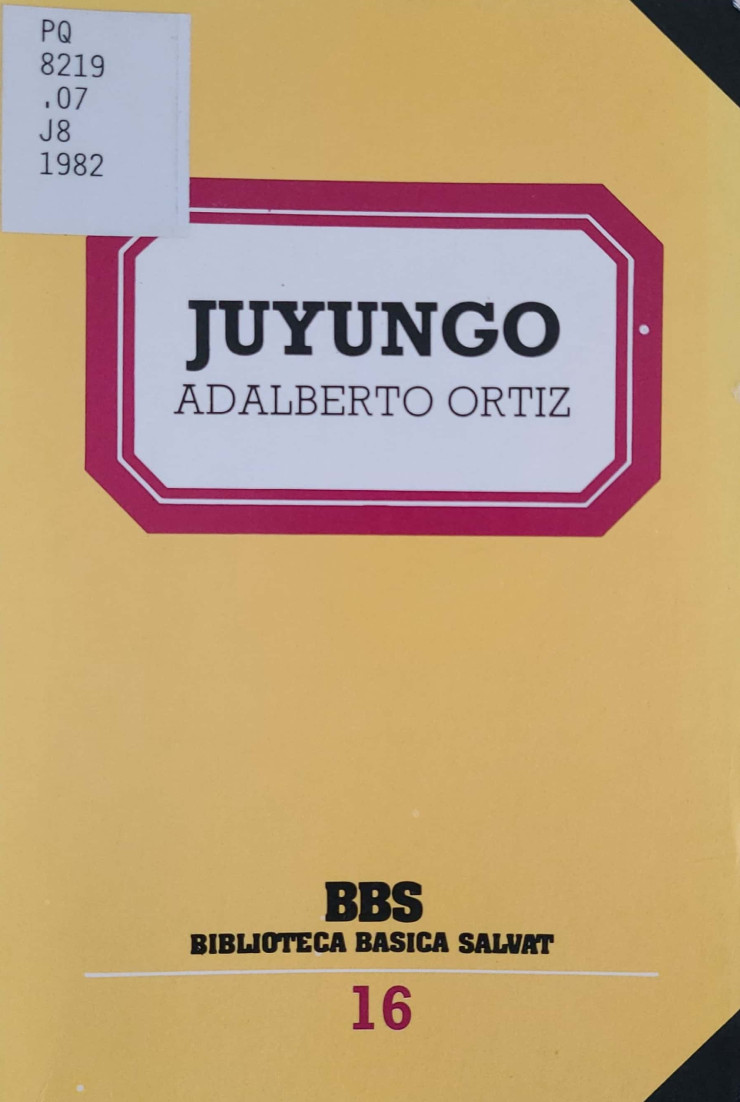 PQ
8219
.07
J8
1982
JUYUNGO
ADALBERTO ORTIZ
BBS
BIBLIOTECA BASICA SALVAT
16